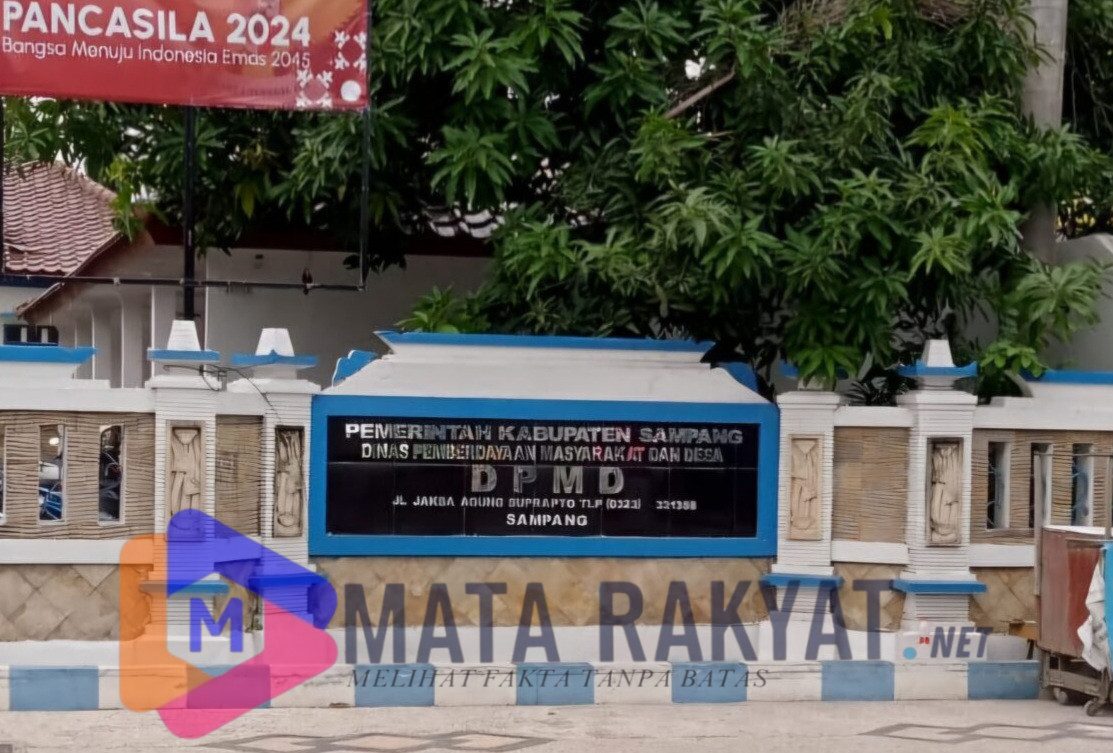 PANCASILA 2024
Bangsa Menuju Indonesia Emas 2045
PEMERINTAH KABUPATEN SAMPANG
DINAS PEMBERDAYAAN MASYARAKAT DAN DESA
DPMD
JL. JAKSA AGUNG SUPRAPTO TLP (0323) 321388
SAMPANG
M
MATA RAKYAT .NET
MELIHAT FAKTA TANPA BATAS